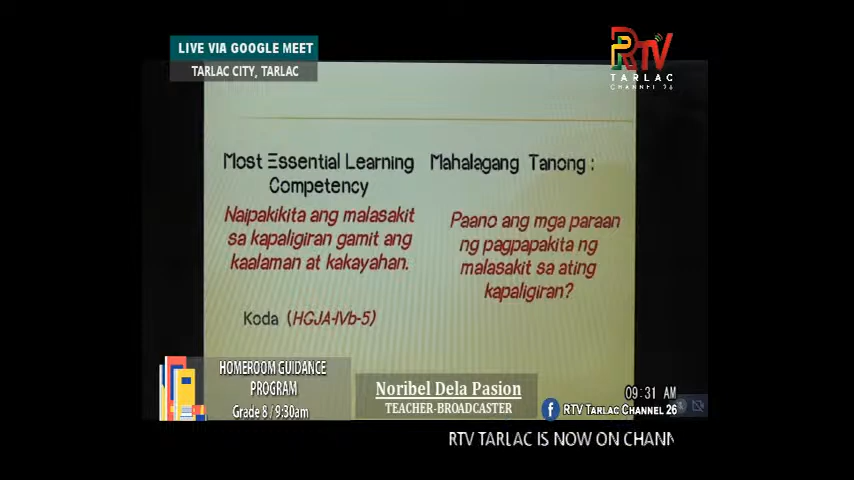 LIVE VIA GOOGLE MEET
TARLAC CITY, TARLAC
RTV
TARLAC
CHANNEL 26
Most Essential Learning
Competency
Naipakikita ang malasakit
sa kapaligiran gamit ang
kaalaman at kakayahan.
Koda (HGJA-IVb-5)
Mahalagang Tanong :
Paano ang mga paraan
ng pagpapakita ng
malasakit sa ating
kapaligiran?
HOMEROOM GUIDANCE
PROGRAM
Grade 8 / 9:30am
Noribel Dela Pasion
TEACHER-BROADCASTER
09:31 AM
f RTV TARLAC CHANNEL 26
RTV TARLAC IS NOW ON CHANN